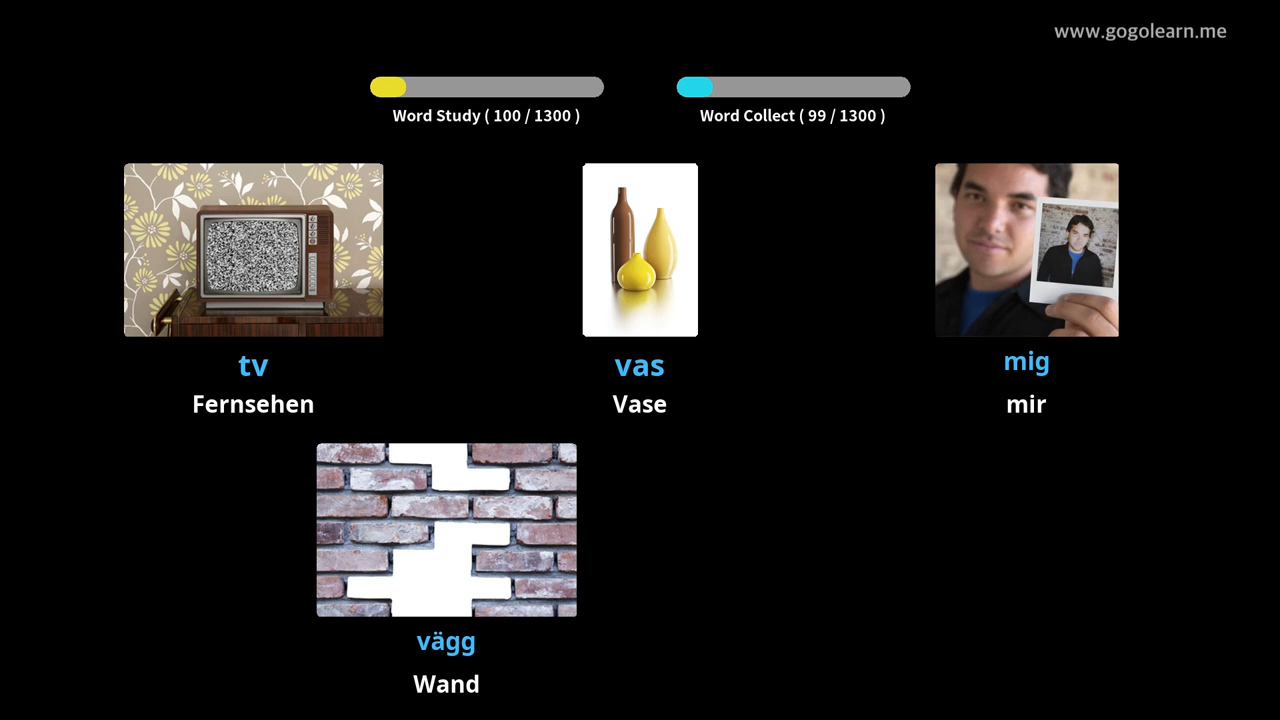 www.gogolearn.me
Word Study ( 100 / 1300 )
Word Collect ( 99 / 1300 )
tv
Fernsehen
vas
Vase
mig
mir
vägg
Wand